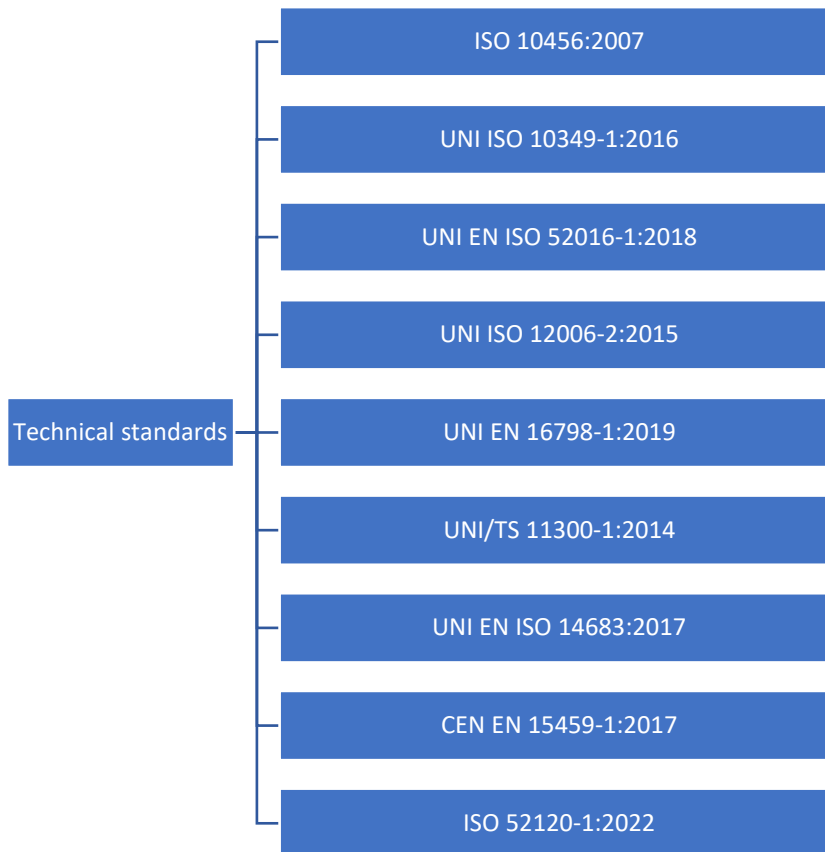 ISO 10456:2007
UNI ISO 10349-1:2016
UNI EN ISO 52016-1:2018
UNI ISO 12006-2:2015
Technical standards
UNI EN 16798-1:2019
UNI/TS 11300-1:2014
UNI EN ISO 14683:2017
CEN EN 15459-1:2017
ISO 52120-1:2022